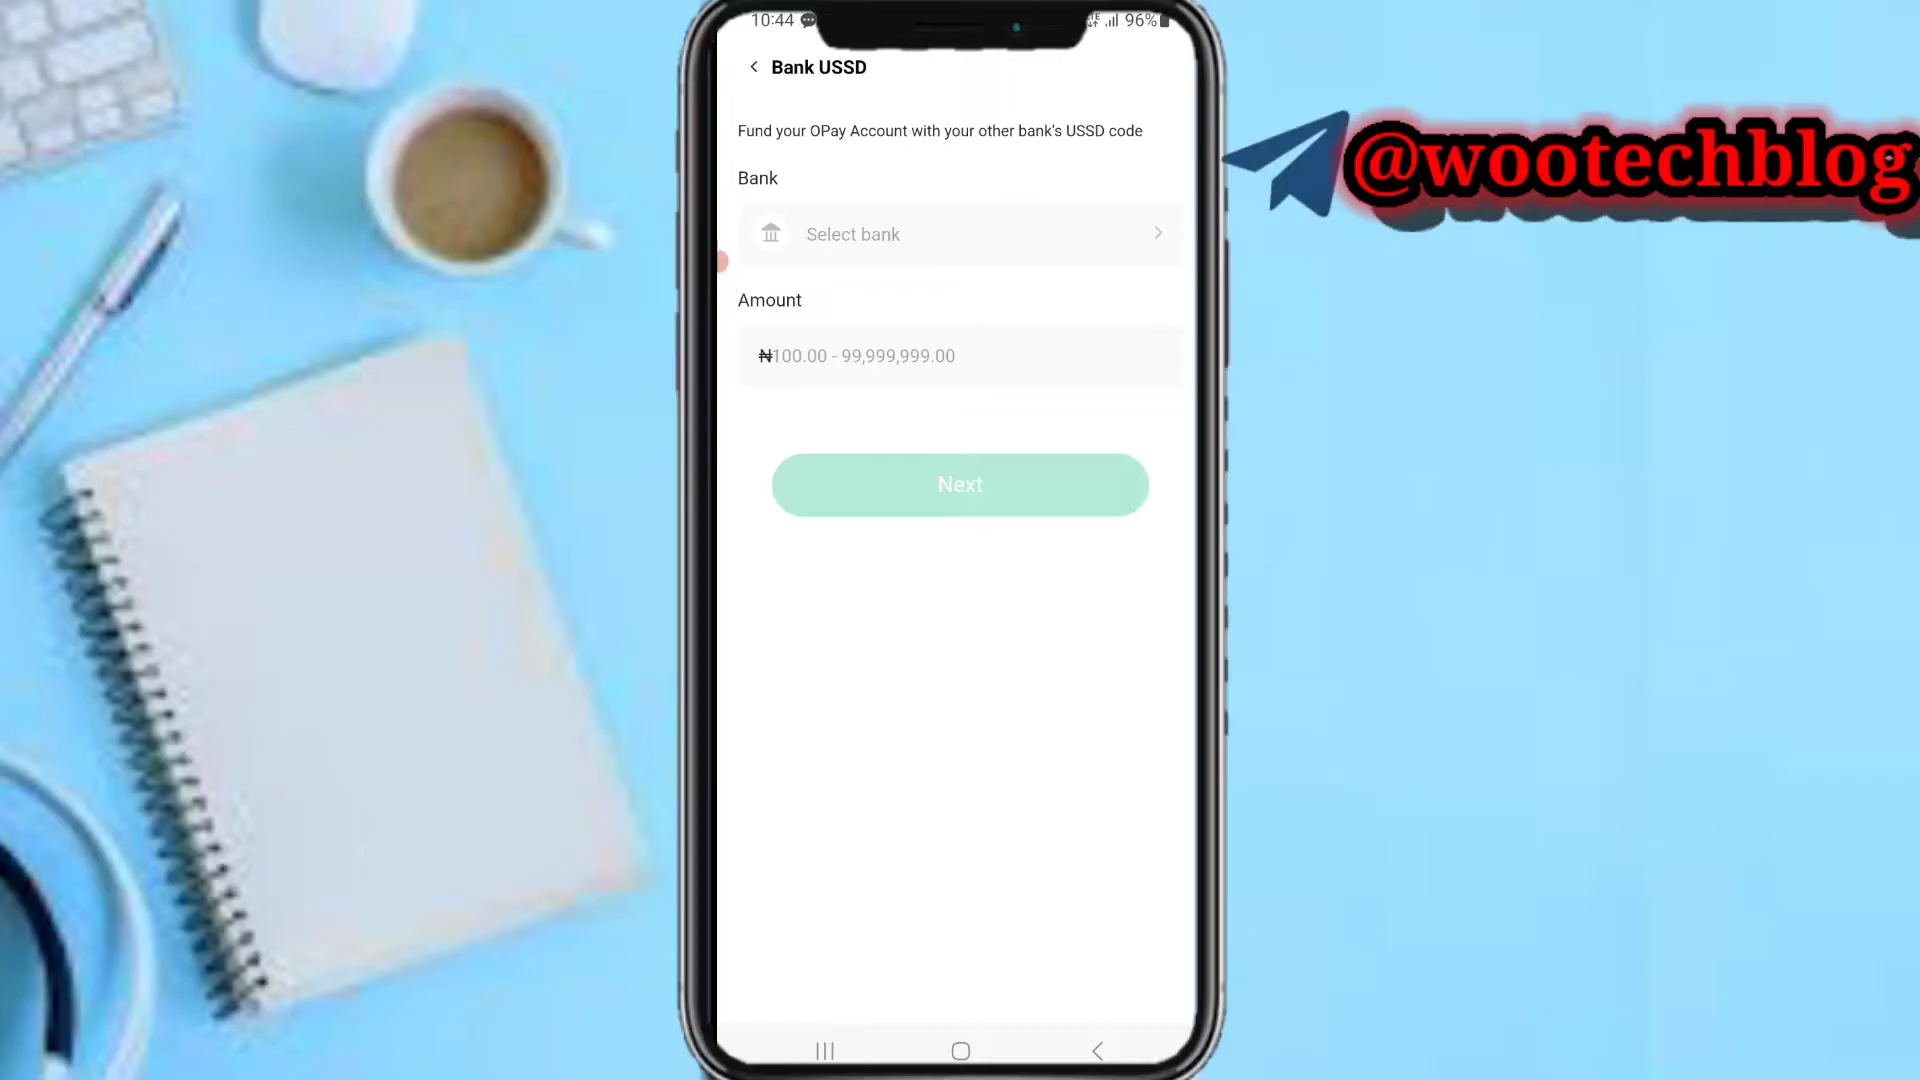 10:44
96%
Bank USSD
Fund your OPay Account with your other bank's USSD code
Bank
Select bank
Amount
₦100.00 - 99,999,999.00
Next
@wootechblog